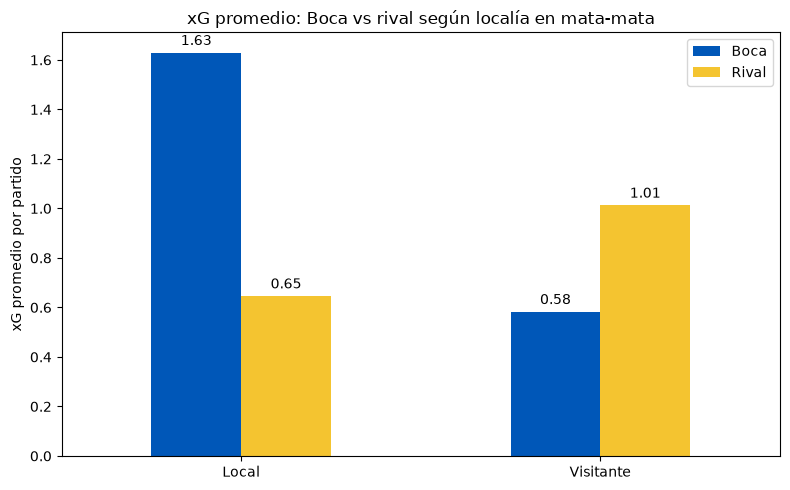 xG promedio: Boca vs rival según localía en mata-mata
xG promedio por partido
1.6
1.4
1.2
1.0
0.8
0.6
0.4
0.2
0.0
1.63
0.65
0.58
1.01
Boca
Rival
Local
Visitante